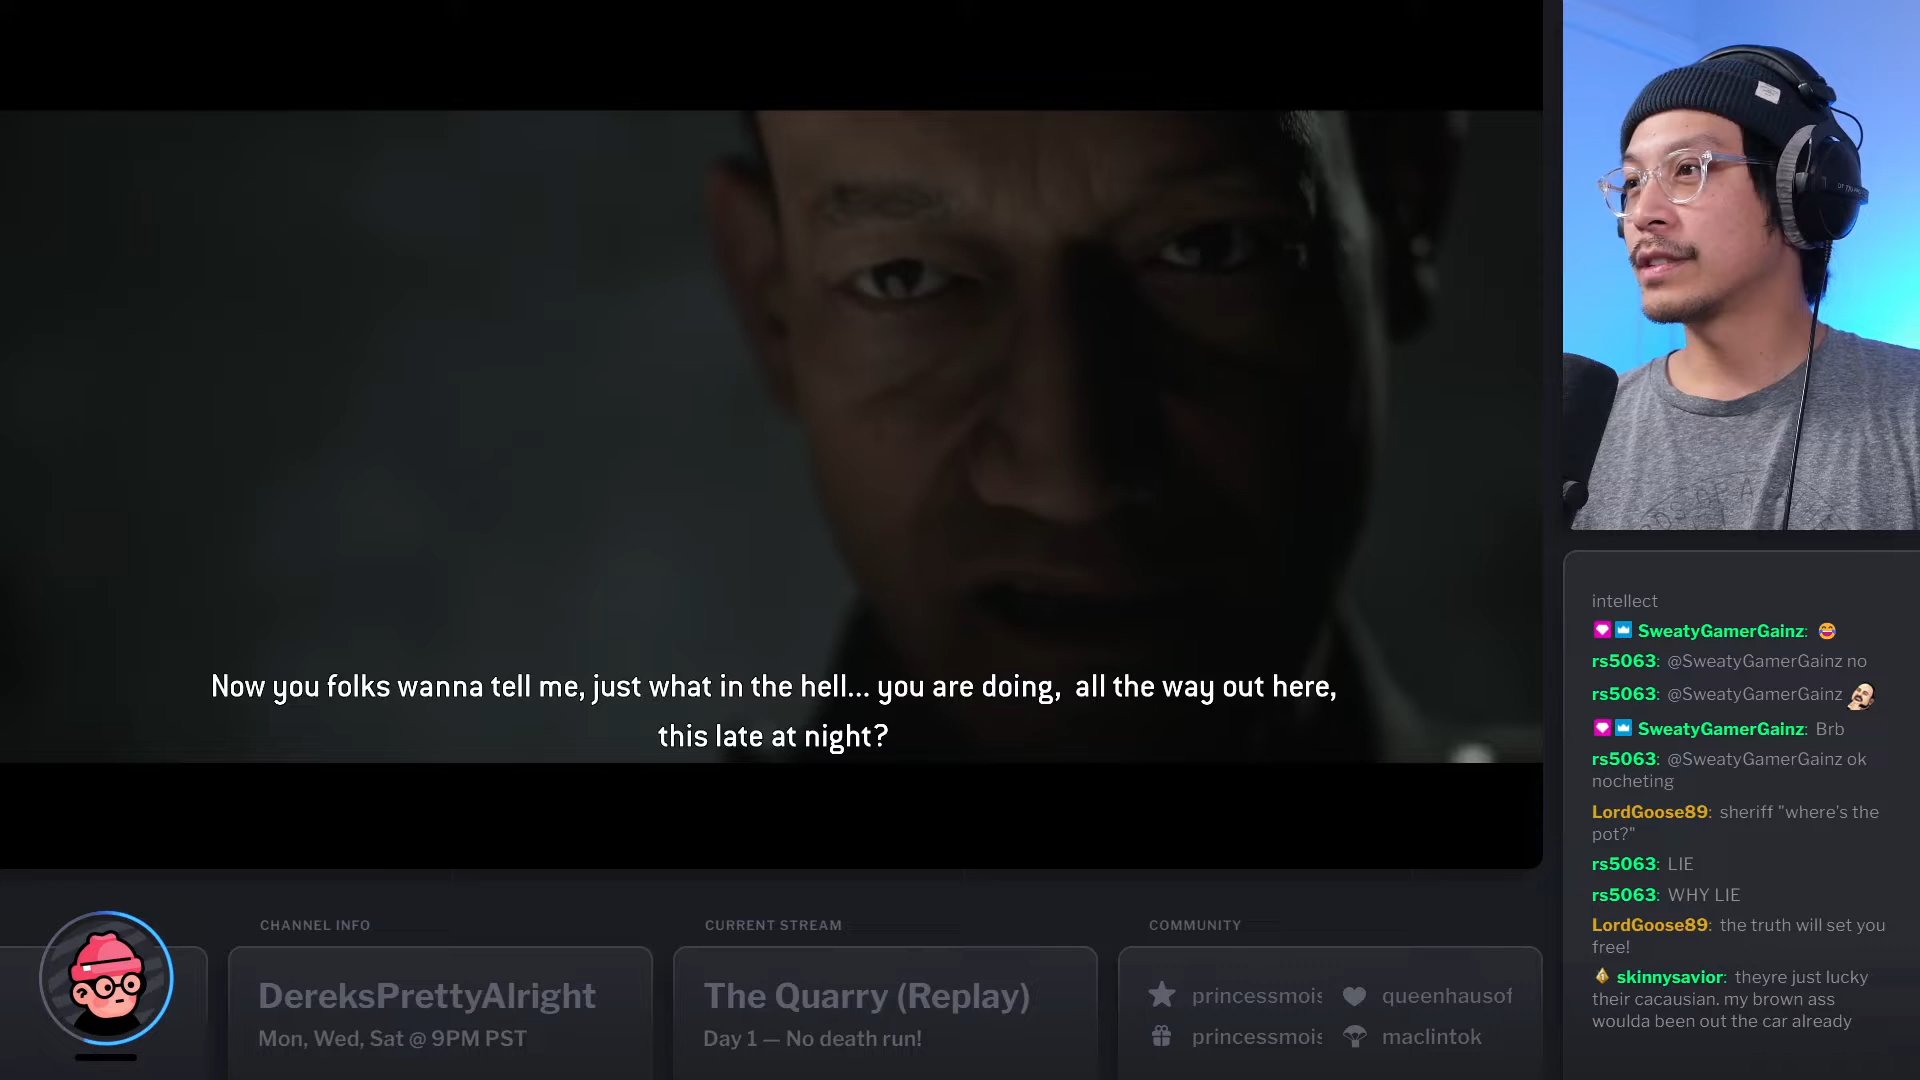 Now you folks wanna tell me, just what in the hell... you are doing,  all the way out here,
this late at night?
intellect
SweatyGamerGainz: 😂
rs5063: @SweatyGamerGainz no
rs5063: @SweatyGamerGainz
SweatyGamerGainz: Brb
rs5063: @SweatyGamerGainz ok
nocheting
LordGoose89: sheriff "where's the
pot?"
rs5063: LIE
rs5063: WHY LIE
LordGoose89: the truth will set you
free!
skinnysavior: theyre just lucky
their cacausian. my brown ass
woulda been out the car already
CHANNEL INFO
DereksPrettyAlright
Mon, Wed, Sat @ 9PM PST
CURRENT STREAM
The Quarry (Replay)
Day 1 — No death run!
COMMUNITY
princessmois
queenhausof
princessmois
maclintok